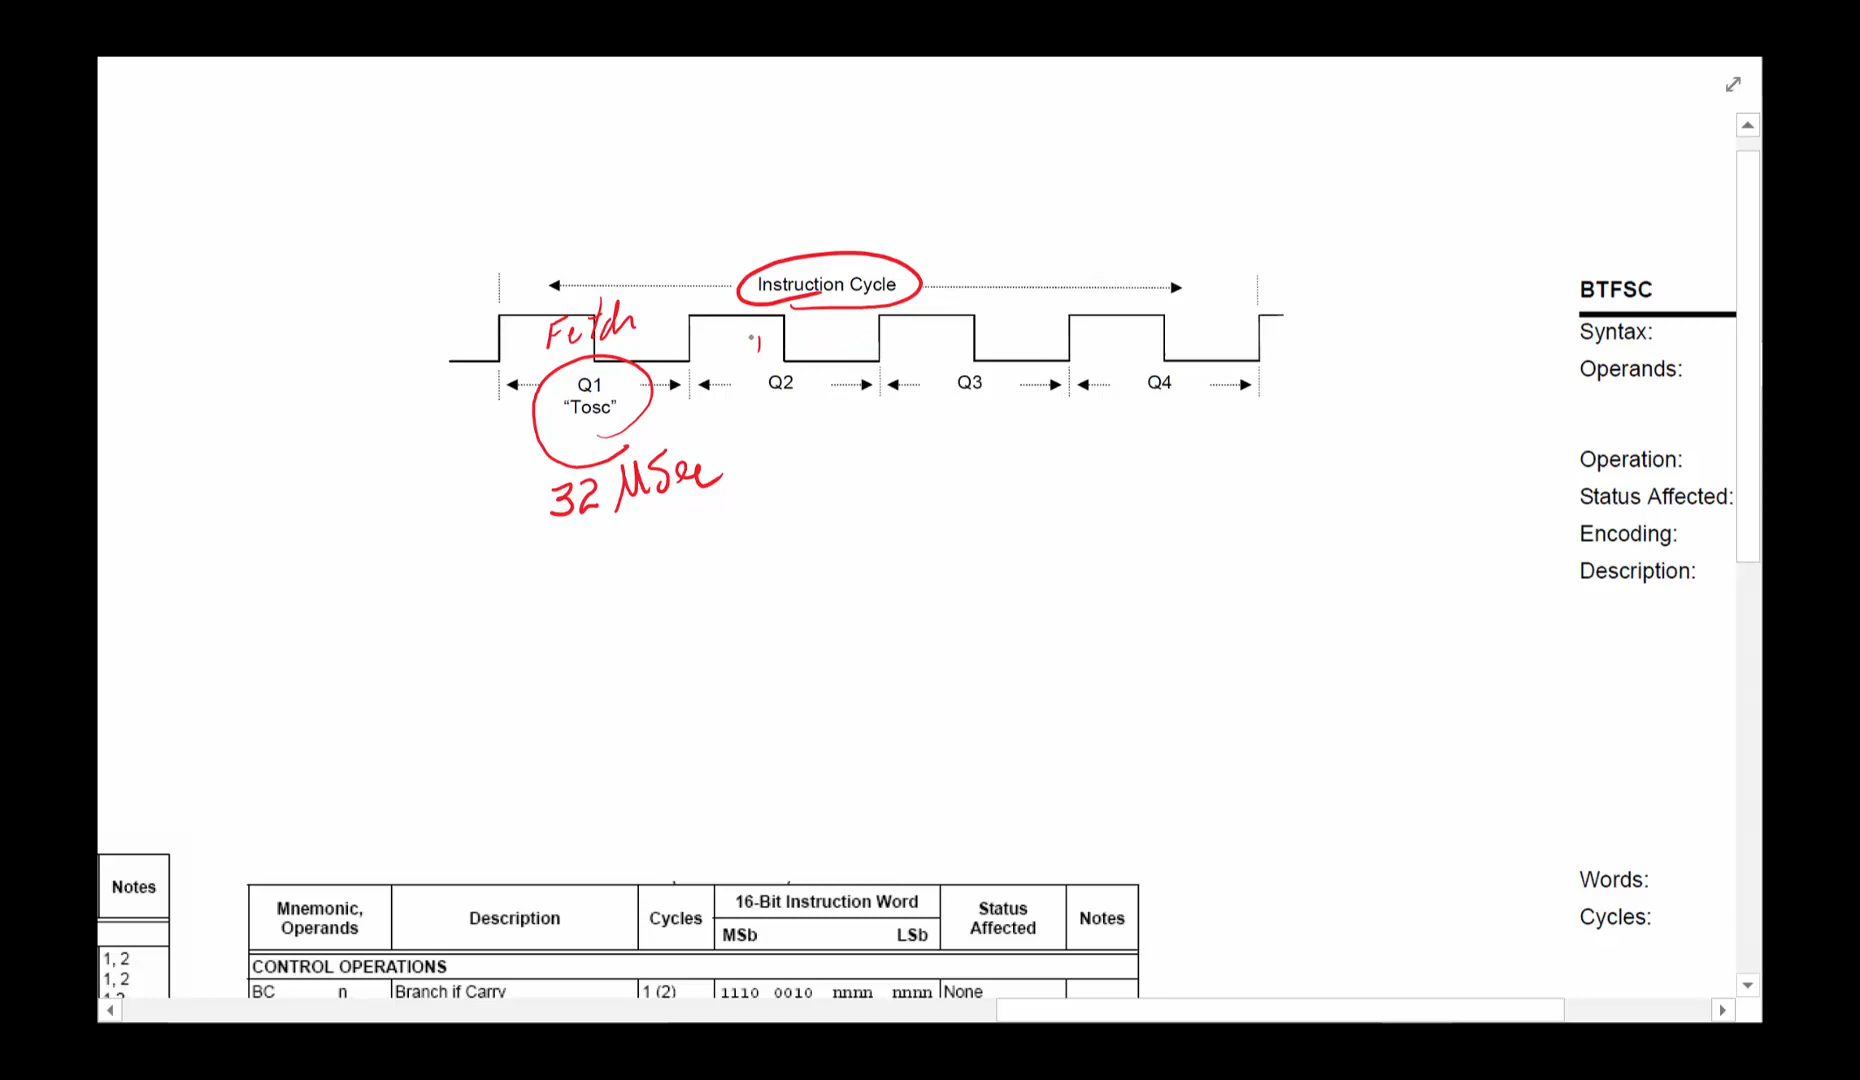 Instruction Cycle
Fetch
Q1
Q2
Q3
Q4
“Tosc”
32 µSec
BTFSC
Syntax:
Operands:
Operation:
Status Affected:
Encoding:
Description:
Words:
Cycles:
Notes
1, 2
1, 2
Mnemonic, Operands
Description
Cycles
16-Bit Instruction Word
MSb LSb
Status Affected
Notes
CONTROL OPERATIONS
BC n Branch if Carry 1 (2) 1110 0010 nnnn nnnn None